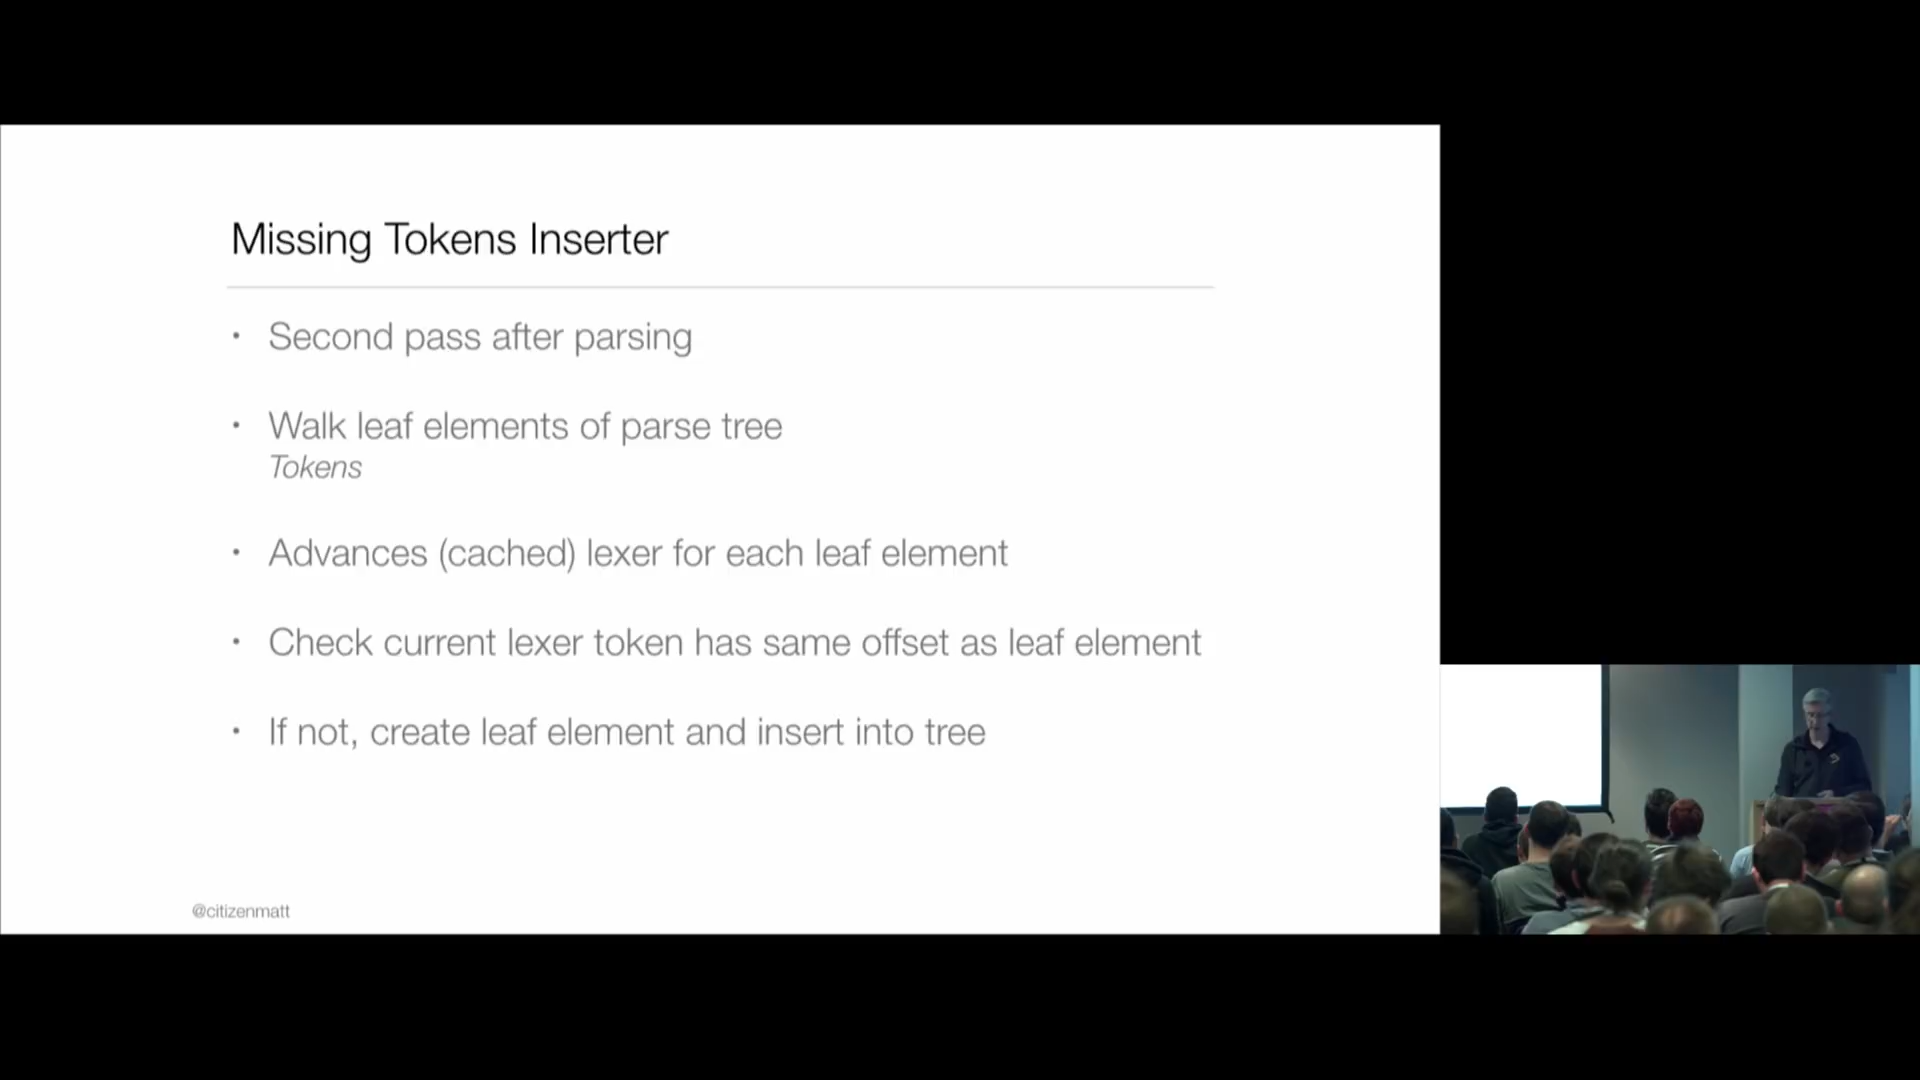 Missing Tokens Inserter
• Second pass after parsing
• Walk leaf elements of parse tree
Tokens
• Advances (cached) lexer for each leaf element
• Check current lexer token has same offset as leaf element
• If not, create leaf element and insert into tree
@citizenmatt